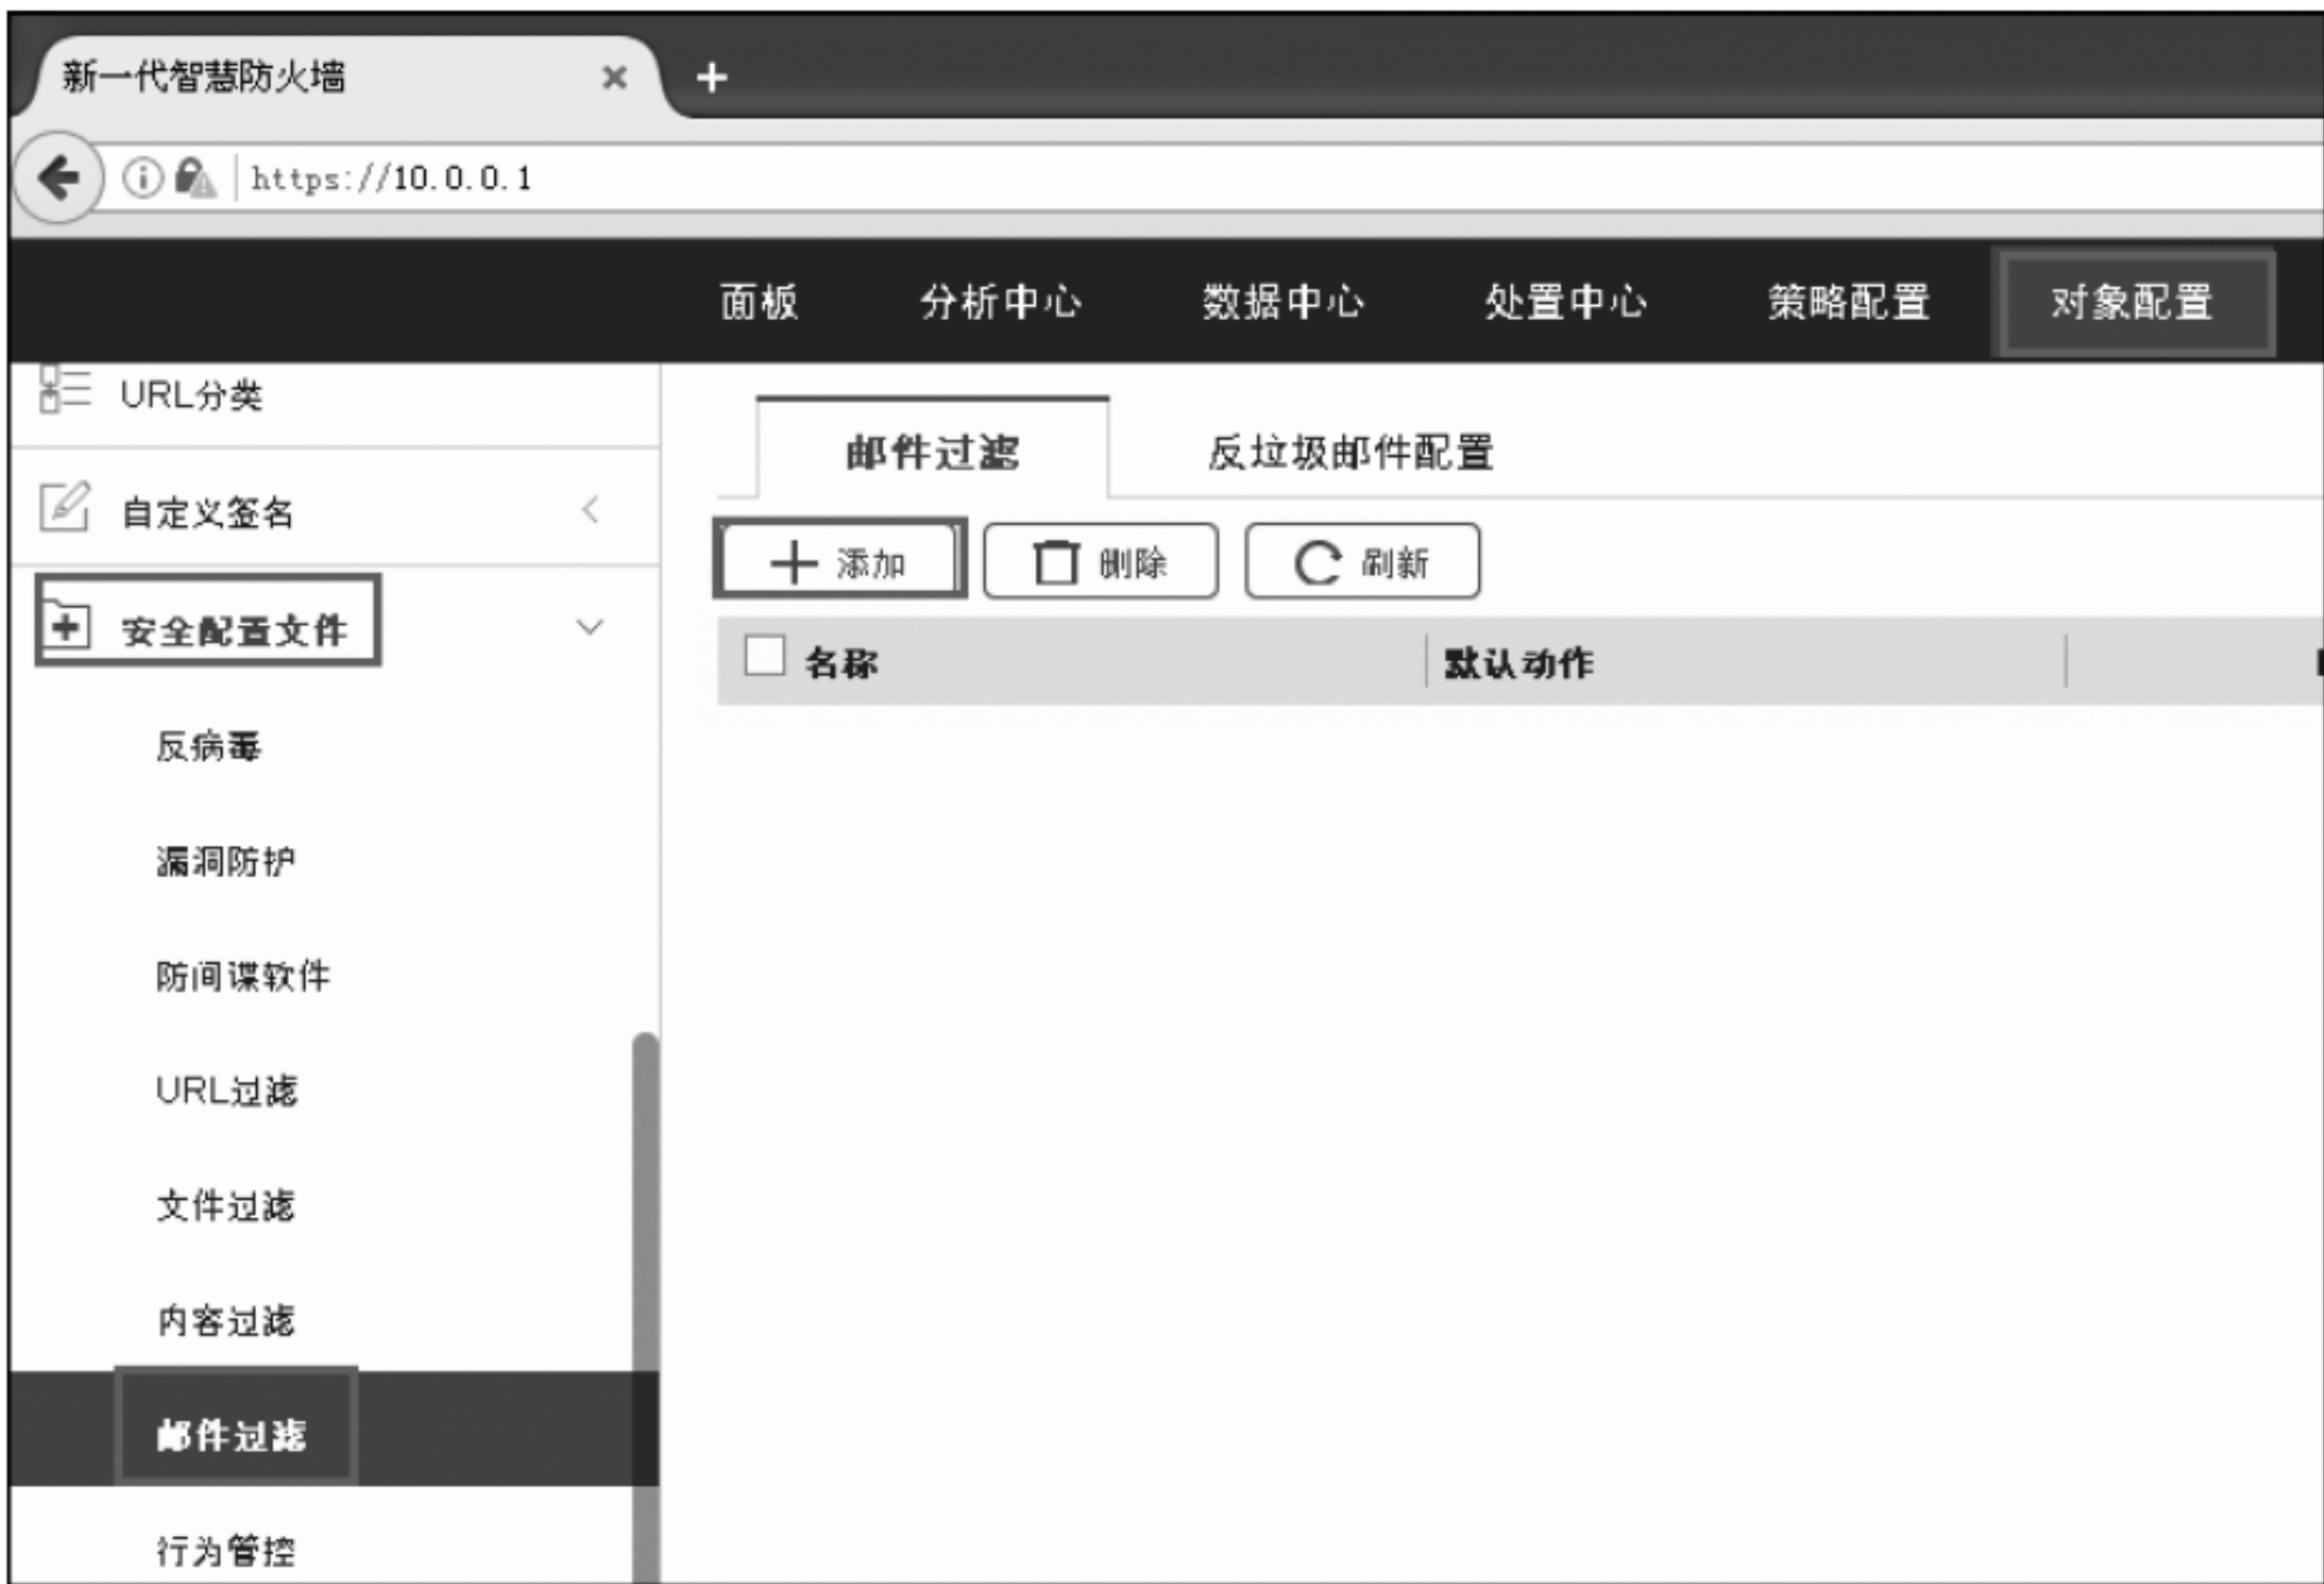 新一代智慧防火墙
https://10.0.0.1
面板 分析中心 数据中心 处置中心 策略配置 对象配置
URL分类
自定义签名
安全配置文件
反病毒
漏洞防护
防间谍软件
URL过滤
文件过滤
内容过滤
邮件过滤
行为管控
邮件过滤 反垃圾邮件配置
添加 删除 刷新
名称 默认动作